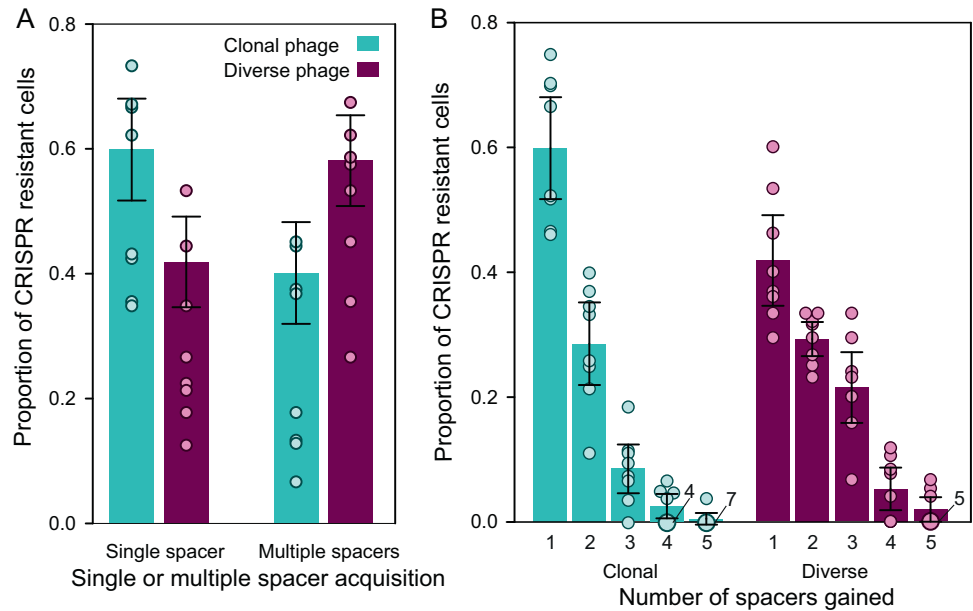 A
Proportion of CRISPR resistant cells
0.8
0.6
0.4
0.2
0.0
Clonal phage
Diverse phage
Single spacer Multiple spacers
Single or multiple spacer acquisition
B
Proportion of CRISPR resistant cells
0.8
0.6
0.4
0.2
0.0
4
7
5
1 2 3 4 5 1 2 3 4 5
Clonal Diverse
Number of spacers gained